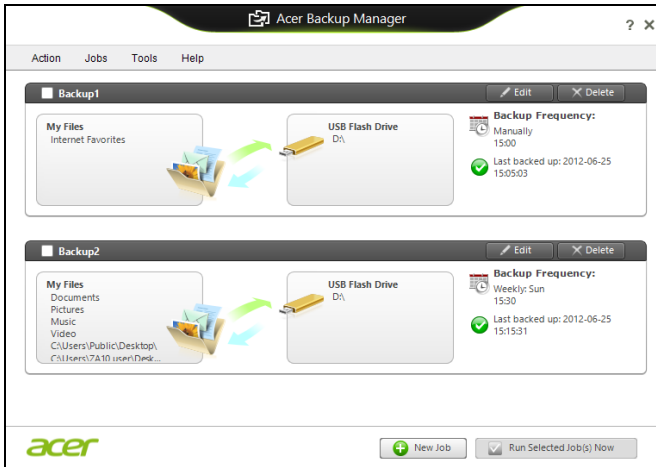 Acer Backup Manager
? X
Action Jobs Tools Help
Backup1
Edit
Delete
My Files
Internet Favorites
USB Flash Drive
D:\
Backup Frequency:
Manually
15:00
Last backed up: 2012-06-25
15:05:03
Backup2
Edit
Delete
My Files
Documents
Pictures
Music
Video
C:\Users\Public\Desktop\
C:\Users\ZA10 user\Desk...
USB Flash Drive
D:\
Backup Frequency:
Weekly: Sun
15:30
Last backed up: 2012-06-25
15:15:31
acer
New Job
Run Selected Job(s) Now